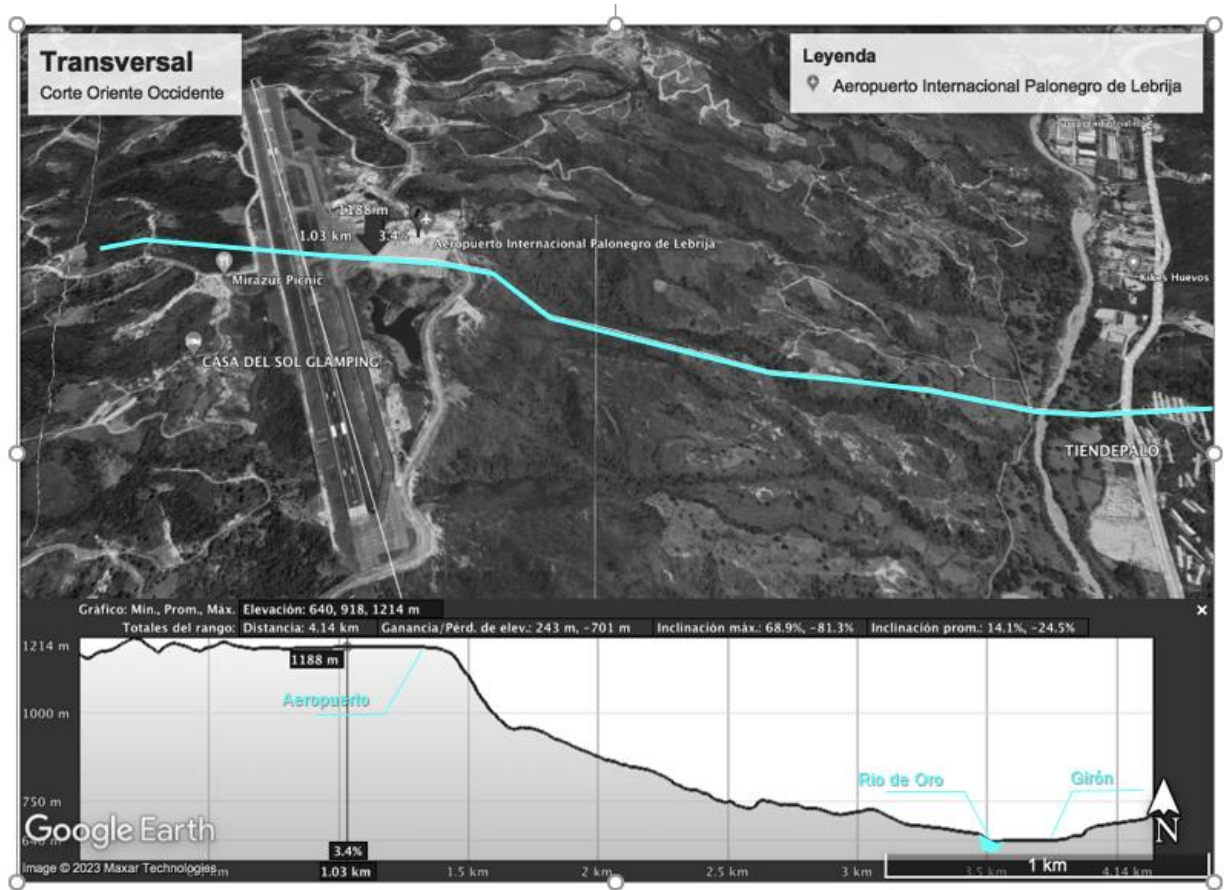 Transversal
Corte Oriente Occidente
Leyenda
Aeropuerto Internacional Palonegro de Lebrija
1188 m
1.03 km 3.4%
Aeropuerto Internacional Palonegro de Lebrija
Kikes Huevos
Mirazur Picnic
CASA DEL SOL GLAMPING
TIENDEPALO
Gráfico: Mín., Prom., Máx. Elevación: 640, 918, 1214 m
Totales del rango: Distancia: 4.14 km Ganancia/Pérd. de elev.: 243 m, -701 m Inclinación máx.: 68.9%, -81.3% Inclinación prom.: 14.1%, -24.5%
1214 m
1188 m
Aeropuerto
1000 m
Rio de Oro
Girón
750 m
Google Earth
N
3.4%
1 km
Image © 2023 Maxar Technologies
1.03 km
1.5 km
2 km
2.5 km
3 km
3.5 km
4.14 km